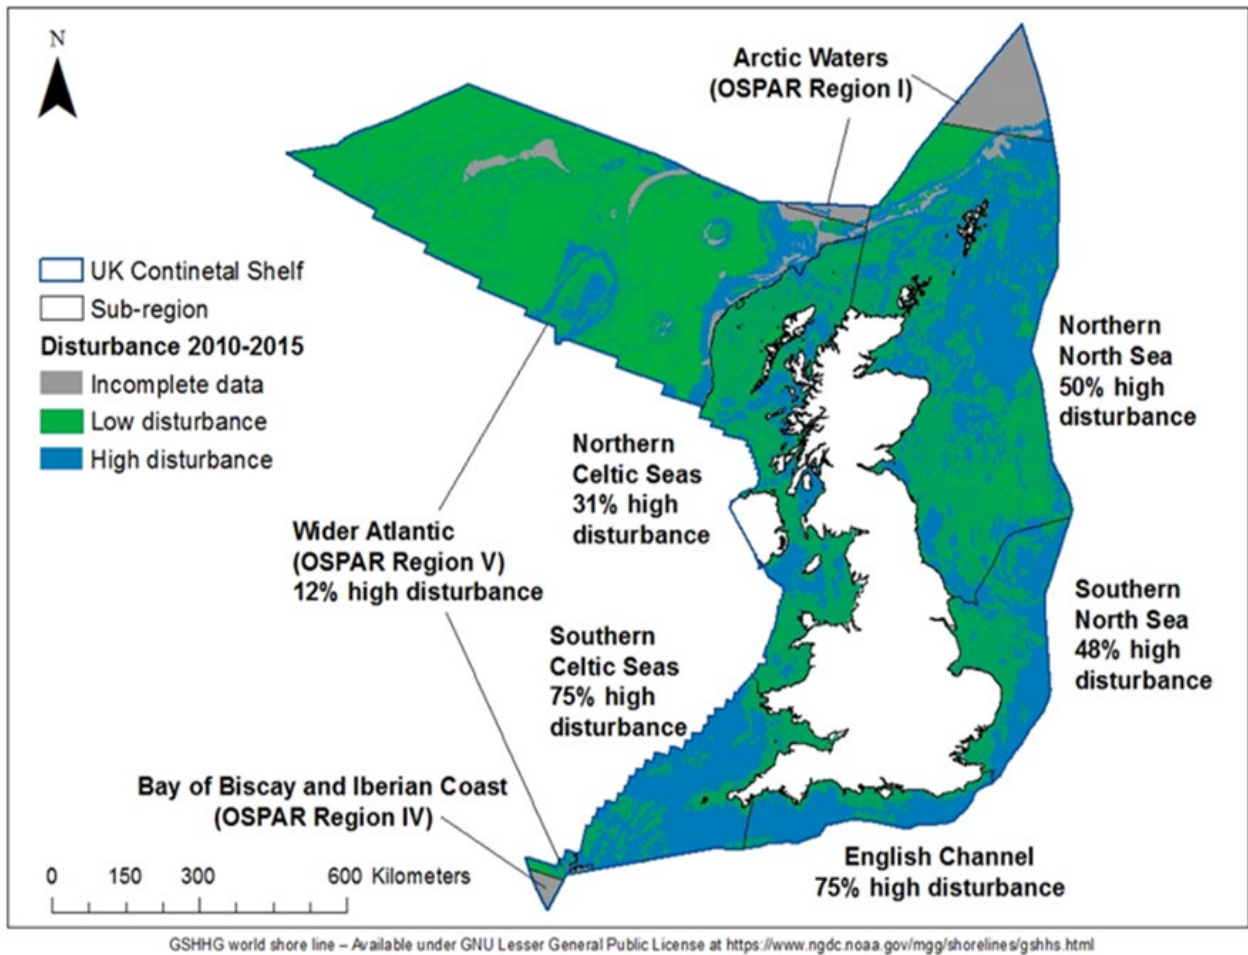 N
Arctic Waters
(OSPAR Region I)
UK Continetal Shelf
Sub-region
Disturbance 2010-2015
Incomplete data
Low disturbance
High disturbance
Northern
North Sea
50% high
disturbance
Northern
Celtic Seas
31% high
disturbance
Wider Atlantic
(OSPAR Region V)
12% high disturbance
Southern
North Sea
48% high
disturbance
Southern
Celtic Seas
75% high
disturbance
Bay of Biscay and Iberian Coast
(OSPAR Region IV)
English Channel
75% high disturbance
0 150 300 600 Kilometers
GSHHG world shore line – Available under GNU Lesser General Public License at https://www.ngdc.noaa.gov/mgg/shorelines/gshhs.html